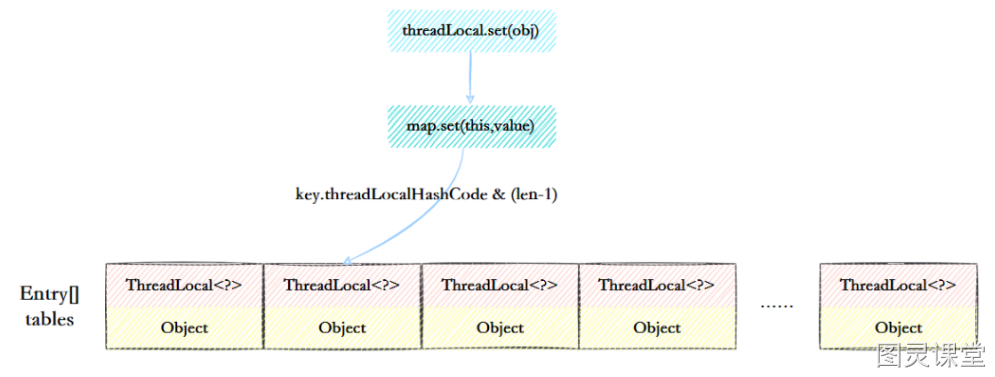 threadLocal.set(obj)
map.set(this,value)
key.threadLocalHashCode & (len-1)
Entry[]
tables
ThreadLocal<?> ThreadLocal<?> ThreadLocal<?> ThreadLocal<?> ...... ThreadLocal<?>
Object Object Object Object Object
图灵课堂